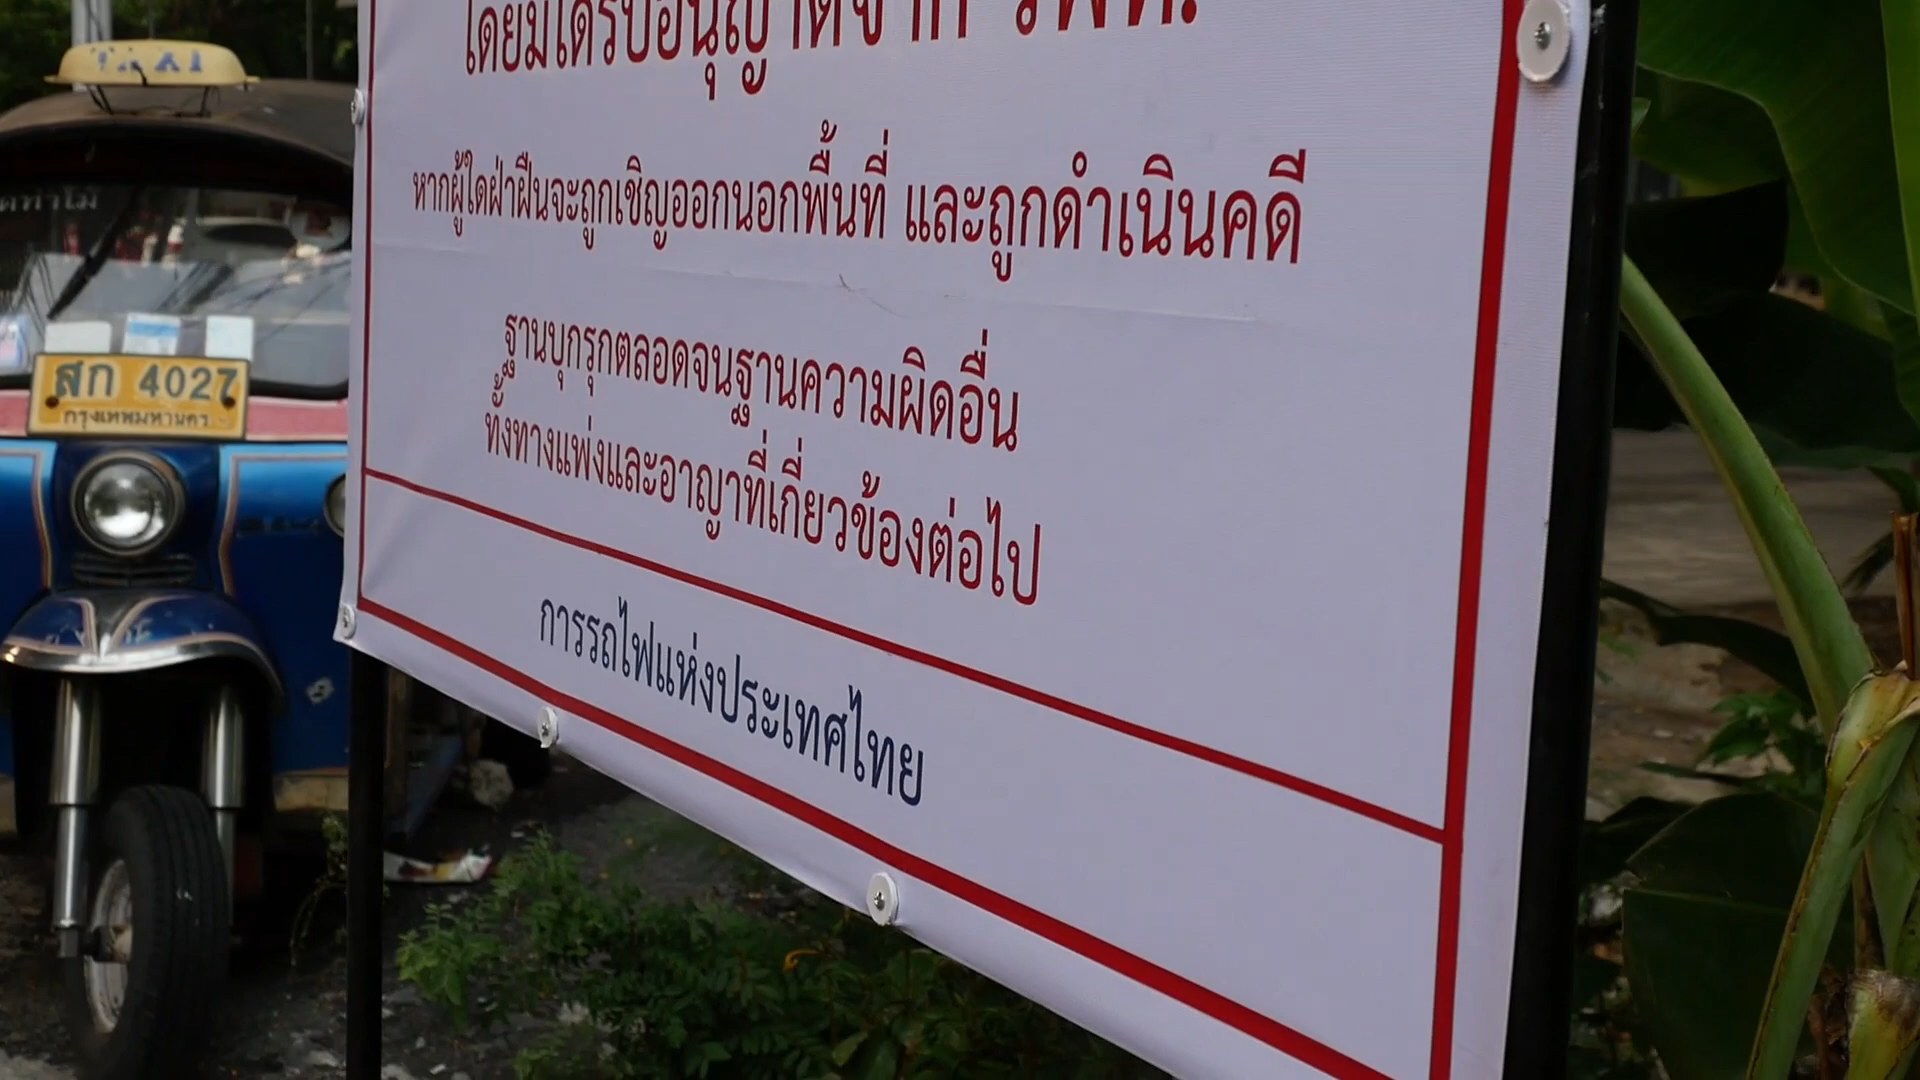 โดยมิได้รับอนุญาตจาก รฟท.
หากผู้ใดฝ่าฝืนจะถูกเชิญออกนอกพื้นที่ และถูกดำเนินคดี
ฐานบุกรุกตลอดจนฐานความผิดอื่น
ทั้งทางแพ่งและอาญาที่เกี่ยวข้องต่อไป
การรถไฟแห่งประเทศไทย
TAXI
สก 4027
กรุงเทพมหานคร